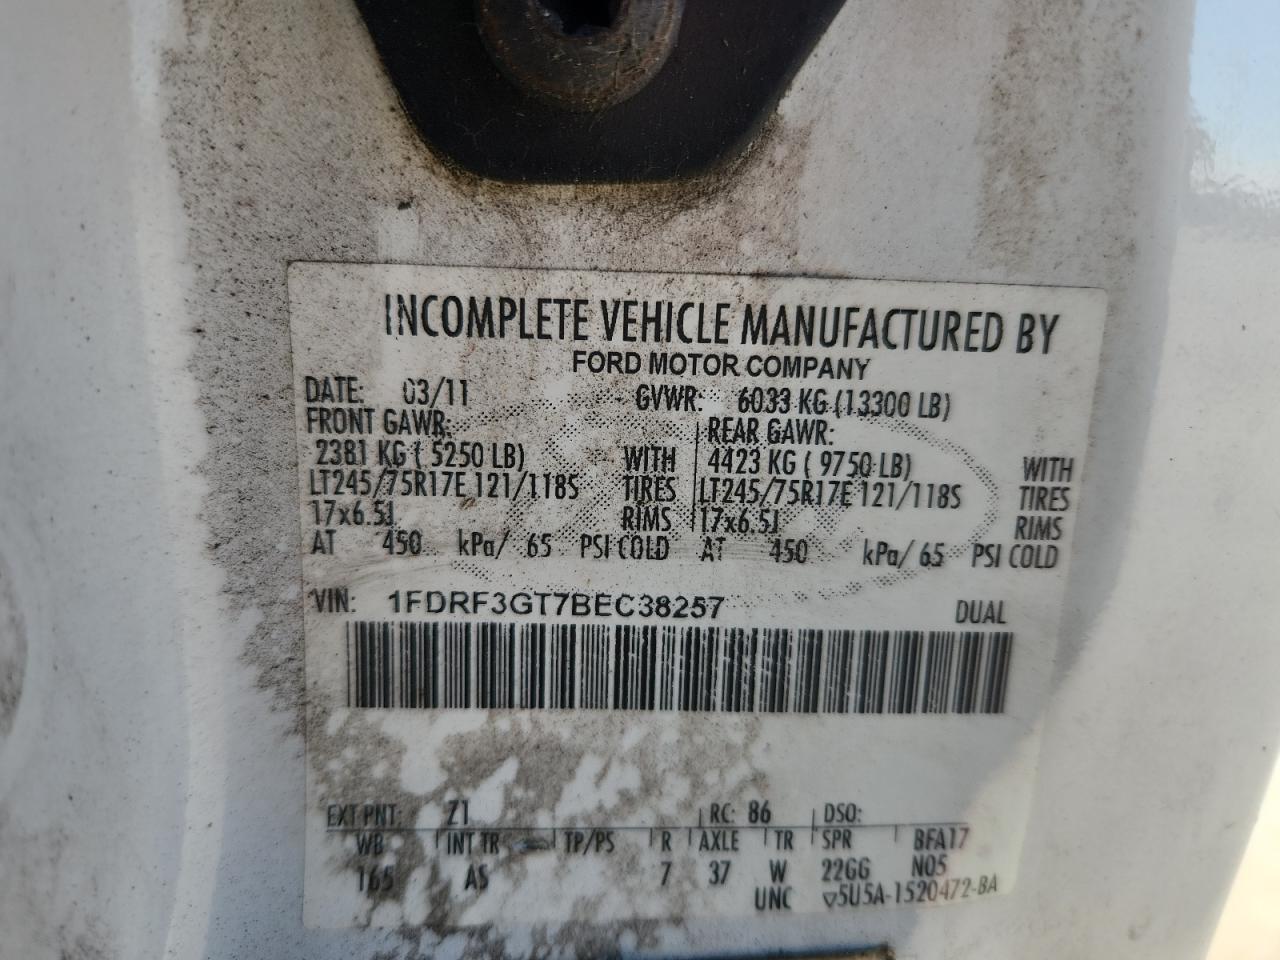 INCOMPLETE VEHICLE MANUFACTURED BY
FORD MOTOR COMPANY
DATE: 03/11 GVWR: 6033 KG (13300 LB)
FRONT GAWR: REAR GAWR:
2381 KG ( 5250 LB) WITH 4423 KG ( 9750 LB) WITH
LT245/75R17E 121/118S TIRES LT245/75R17E 121/118S TIRES
17x6.5J RIMS 17x6.5J RIMS
AT 450 kPa/ 65 PSI COLD AT 450 kPa/ 65 PSI COLD
VIN: 1FDRF3GT7BEC38257 DUAL
EXT PNT: Z1 RC: 86 DSO:
WB INT TR TP/PS R AXLE TR SPR BFA17
165 AS 7 37 W 22GG N05
UNC ▽5U5A-1520472-BA